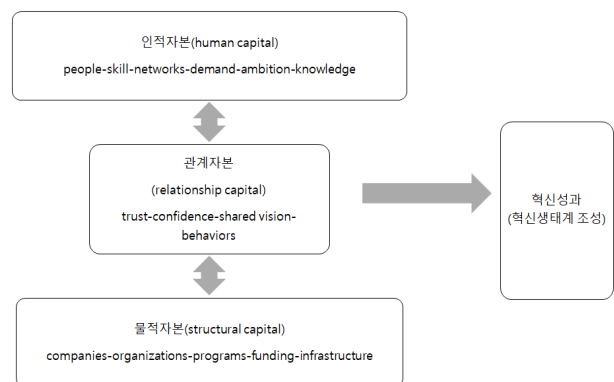 인적자본(human capital)
people-skill-networks-demand-ambition-knowledge
관계자본
(relationship capital)
trust-confidence-shared vision-
behaviors
혁신성과
(혁신생태계 조성)
물적자본(structural capital)
companies-organizations-programs-funding-infrastructure